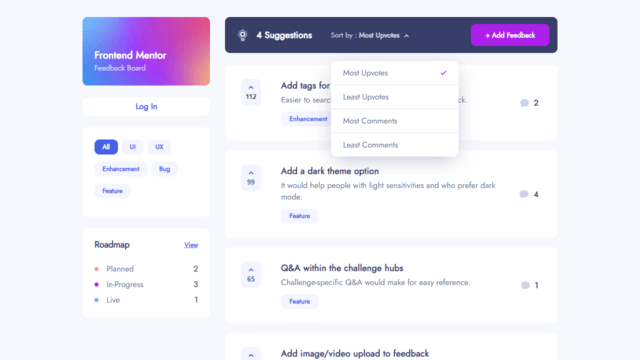 Frontend Mentor
Feedback Board
Log In
All
UI
UX
Enhancement
Bug
Feature
Roadmap
View
Planned
2
In-Progress
3
Live
1
4 Suggestions
Sort by : Most Upvotes
+ Add Feedback
Most Upvotes
Least Upvotes
Most Comments
Least Comments
112
Add tags for
Easier to search
Enhancement
2
99
Add a dark theme option
It would help people with light sensitivities and who prefer dark
mode.
Feature
4
65
Q&A within the challenge hubs
Challenge-specific Q&A would make for easy reference.
Feature
1
Add image/video upload to feedback